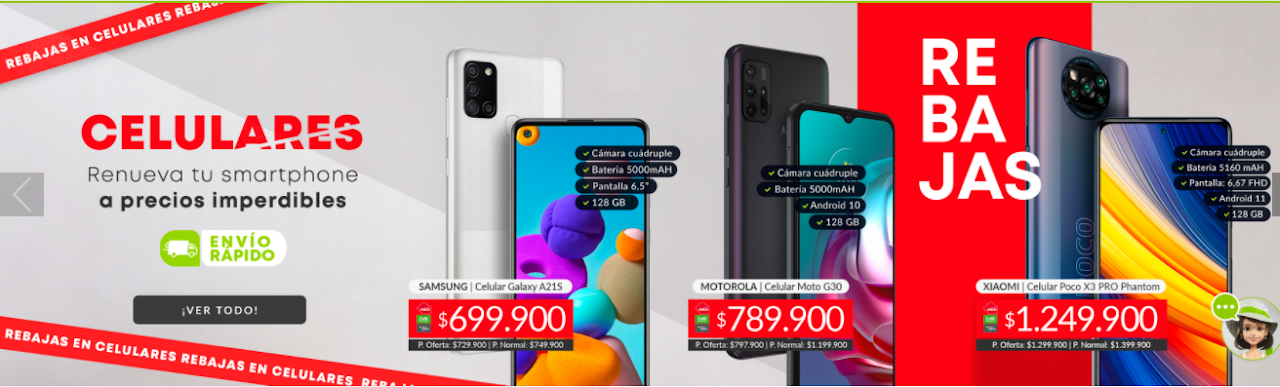 REBAJAS EN CELULARES REBAJ
CELULARES
Renueva tu smartphone
a precios imperdibles
ENVÍO
RÁPIDO
¡VER TODO!
REBAJAS EN CELULARES REBAJAS EN CELULARES REBA
✓ Cámara cuádruple
✓ Bateria 5000mAH
✓ Pantalla 6,5"
✓ 128 GB
SAMSUNG | Celular Galaxy A21S
$699.900
P. Oferta: $729.900 | P. Normal: $749.900
✓ Cámara cuádruple
✓ Batería 5000mAH
✓ Android 10
✓ 128 GB
MOTOROLA | Celular Moto G30
$789.900
P. Oferta: $797.900 | P. Normal: $1.199.900
RE
BA
JAS
✓ Cámara cuádruple
✓ Bateria 5160 mAH
✓ Pantalla: 6,67 FHD
✓ Android 11
✓ 128 GB
POCO
XIAOMI | Celular Poco X3 PRO Phantom
$1.249.900
P. Oferta: $1.299.900 | P. Normal: $1.399.900